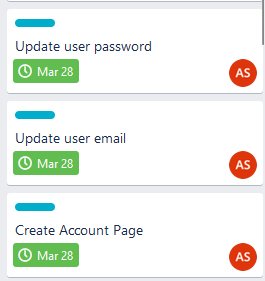 Update user password
Mar 28
AS
Update user email
Mar 28
AS
Create Account Page
Mar 28
AS